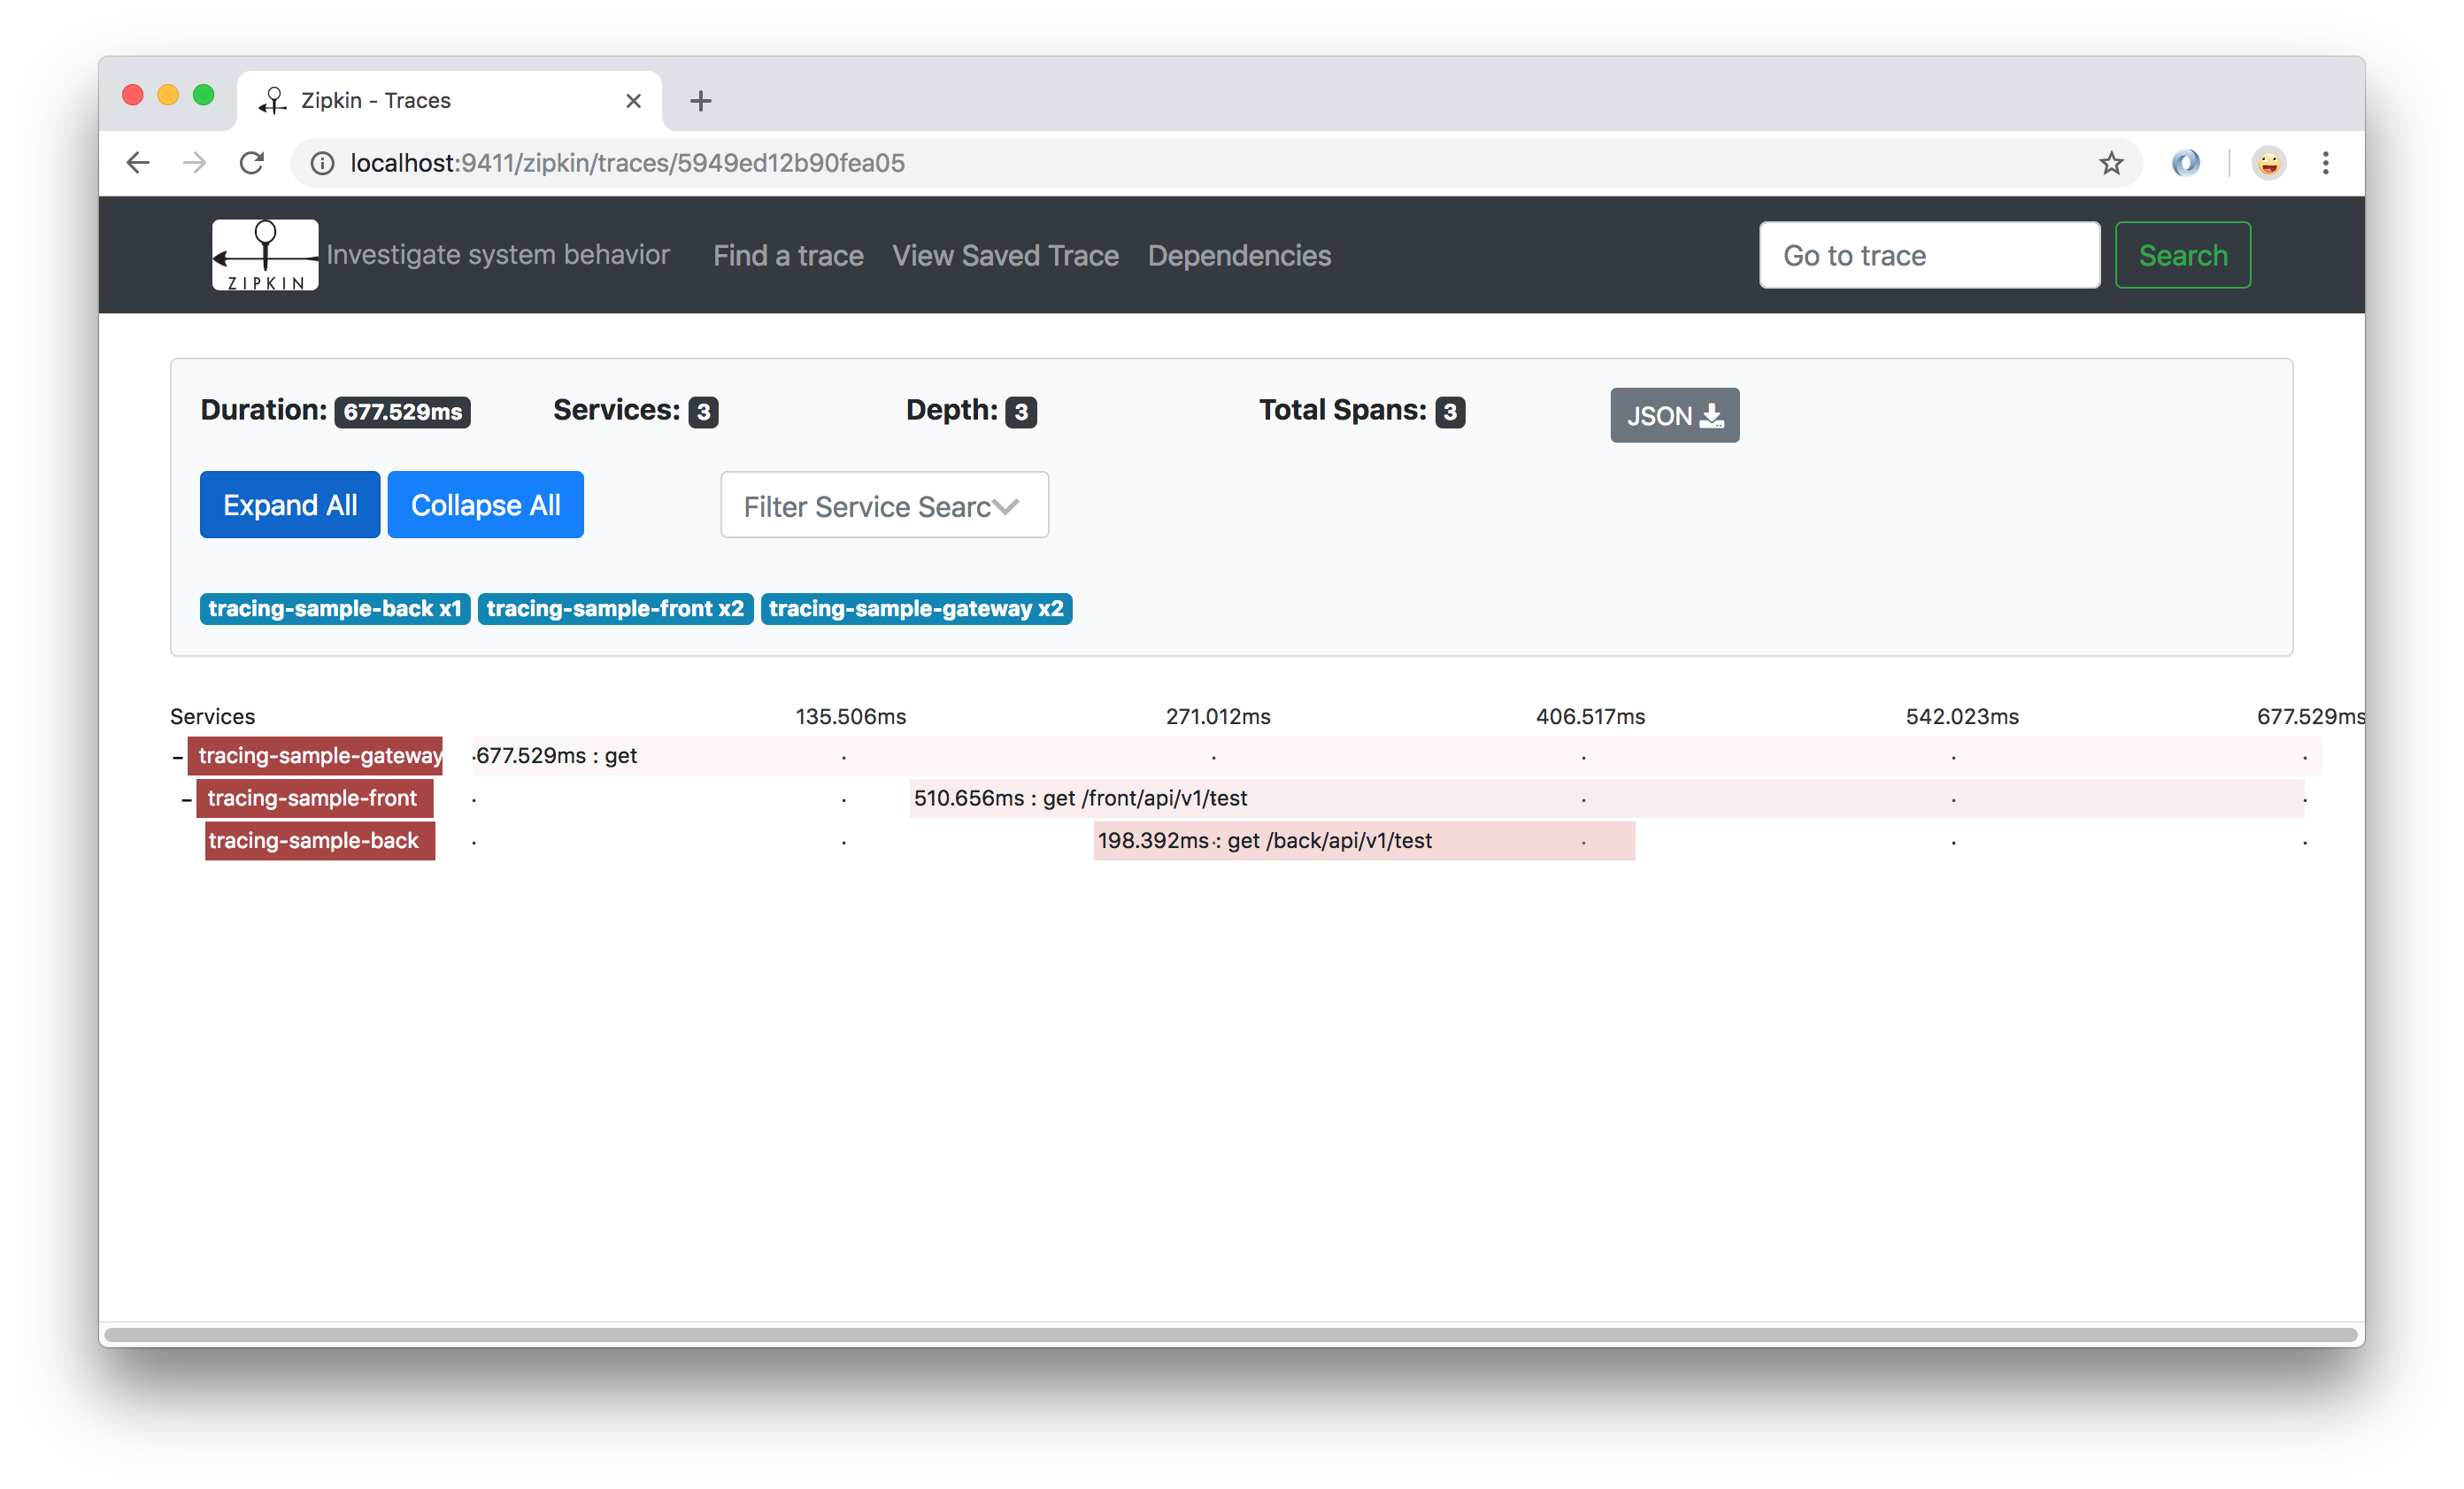 Zipkin - Traces
localhost:9411/zipkin/traces/5949ed12b90fea05
ZIPKIN Investigate system behavior Find a trace View Saved Trace Dependencies Go to trace Search
Duration: 677.529ms Services: 3 Depth: 3 Total Spans: 3 JSON
Expand All Collapse All Filter Service Searc
tracing-sample-back x1 tracing-sample-front x2 tracing-sample-gateway x2
Services 135.506ms 271.012ms 406.517ms 542.023ms 677.529ms
- tracing-sample-gateway 677.529ms : get
- tracing-sample-front 510.656ms : get /front/api/v1/test
tracing-sample-back 198.392ms : get /back/api/v1/test